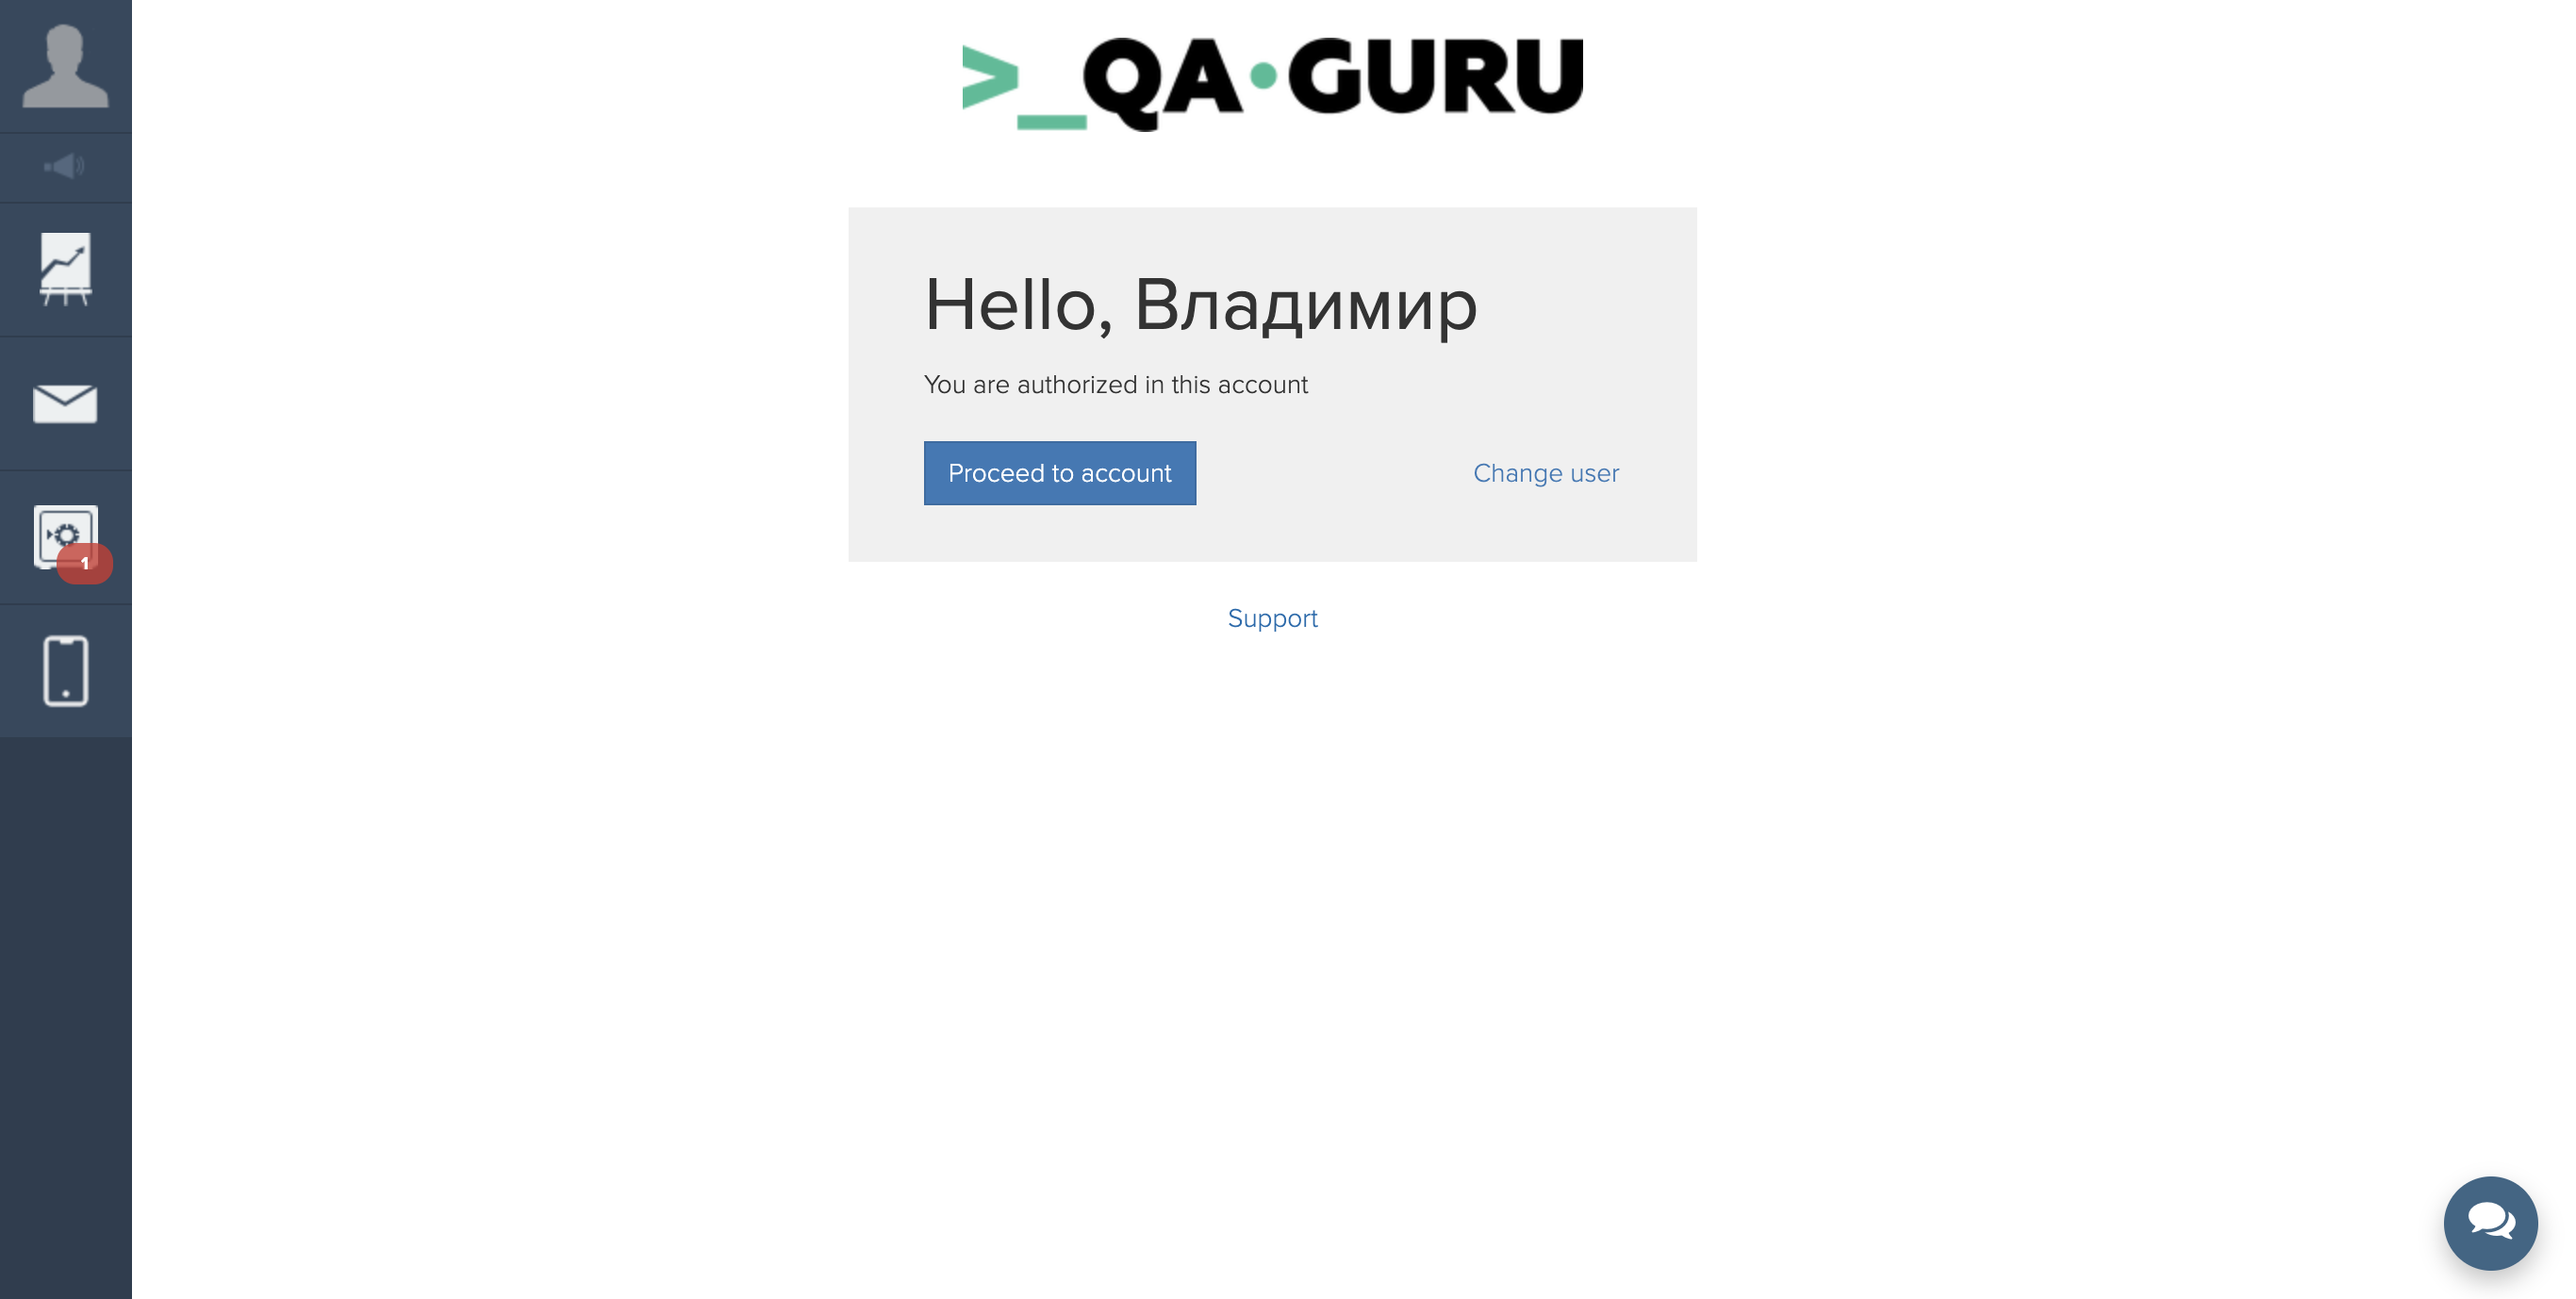 >_QA•GURU
Hello, Владимир
You are authorized in this account
Proceed to account
Change user
1
Support